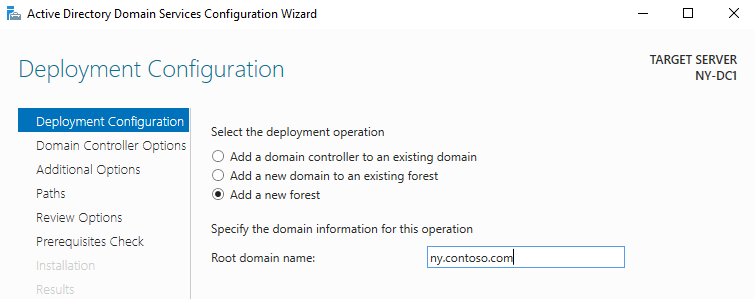 Active Directory Domain Services Configuration Wizard
Deployment Configuration
TARGET SERVER
NY-DC1
Deployment Configuration
Domain Controller Options
Additional Options
Paths
Review Options
Prerequisites Check
Installation
Results
Select the deployment operation
Add a domain controller to an existing domain
Add a new domain to an existing forest
Add a new forest
Specify the domain information for this operation
Root domain name: ny.contoso.com